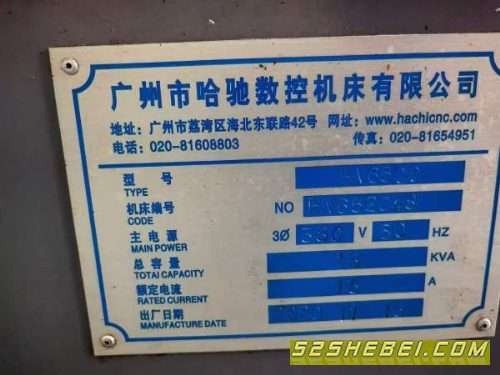 广州市哈驰数控机床有限公司
地址：广州市荔湾区海北东联路42号 网址：www.hachicnc.com
电话：020-81608803 传真：020-81654951
型 号
TYPE
机床编号 NO
CODE
主电源 3Ø 380 V 50 HZ
MAIN POWER
总容量 KVA
TOTAL CAPACITY
额定电流 15 A
RATED CURRENT
出厂日期
MANUFACTURE DATE
52SHEBEI.COM